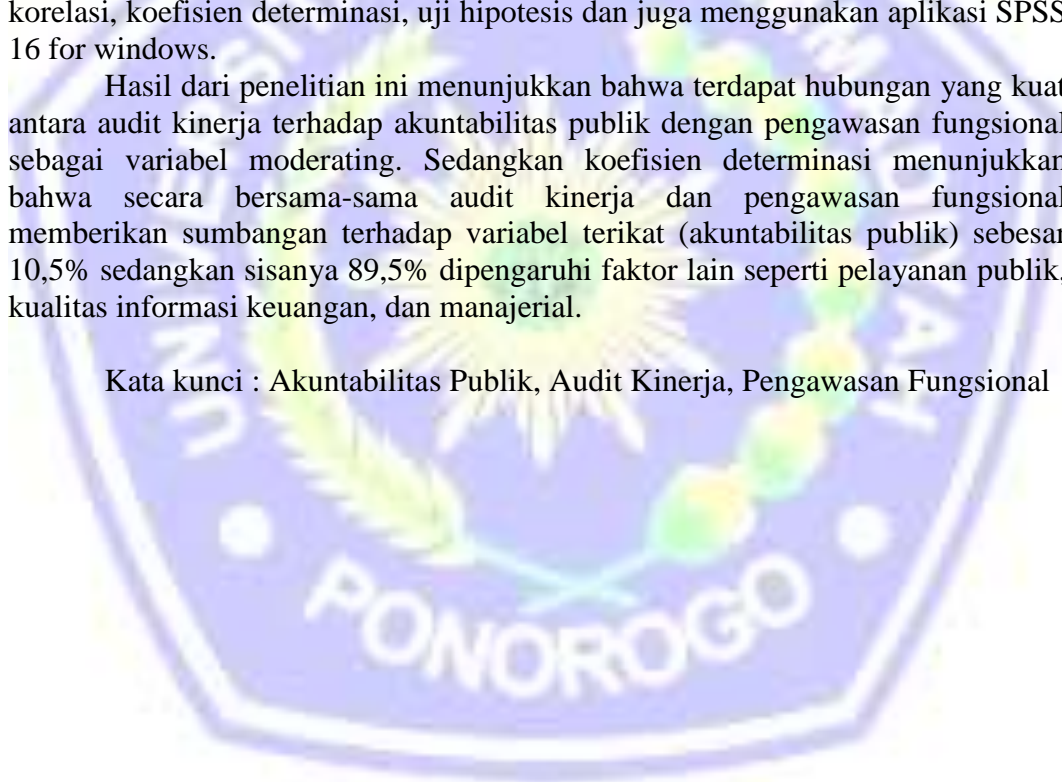 korelasi, koefisien determinasi, uji hipotesis dan juga menggunakan aplikasi SPSS
16 for windows.
Hasil dari penelitian ini menunjukkan bahwa terdapat hubungan yang kuat
antara audit kinerja terhadap akuntabilitas publik dengan pengawasan fungsional
sebagai variabel moderating. Sedangkan koefisien determinasi menunjukkan
bahwa secara bersama-sama audit kinerja dan pengawasan fungsional
memberikan sumbangan terhadap variabel terikat (akuntabilitas publik) sebesar
10,5% sedangkan sisanya 89,5% dipengaruhi faktor lain seperti pelayanan publik,
kualitas informasi keuangan, dan manajerial.
Kata kunci : Akuntabilitas Publik, Audit Kinerja, Pengawasan Fungsional
PONOROGO